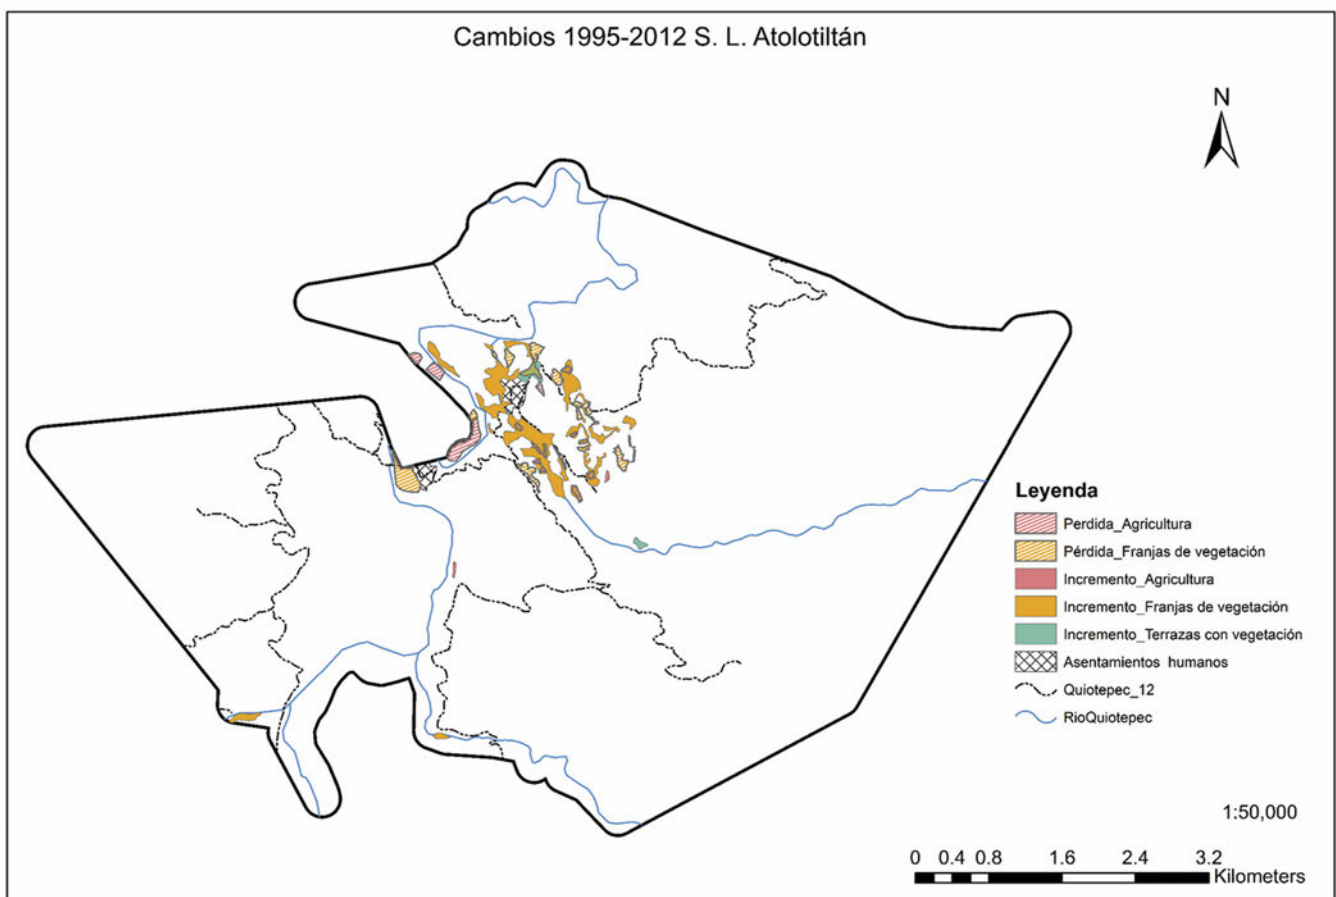 Cambios 1995-2012 S. L. Atolotiltán
N
Leyenda
Perdida_Agricultura
Pérdida_Franjas de vegetación
Incremento_Agricultura
Incremento_Franjas de vegetación
Incremento_Terrazas con vegetación
Asentamientos humanos
Quiotepec_12
RioQuiotepec
1:50,000
0 0.4 0.8 1.6 2.4 3.2
Kilometers